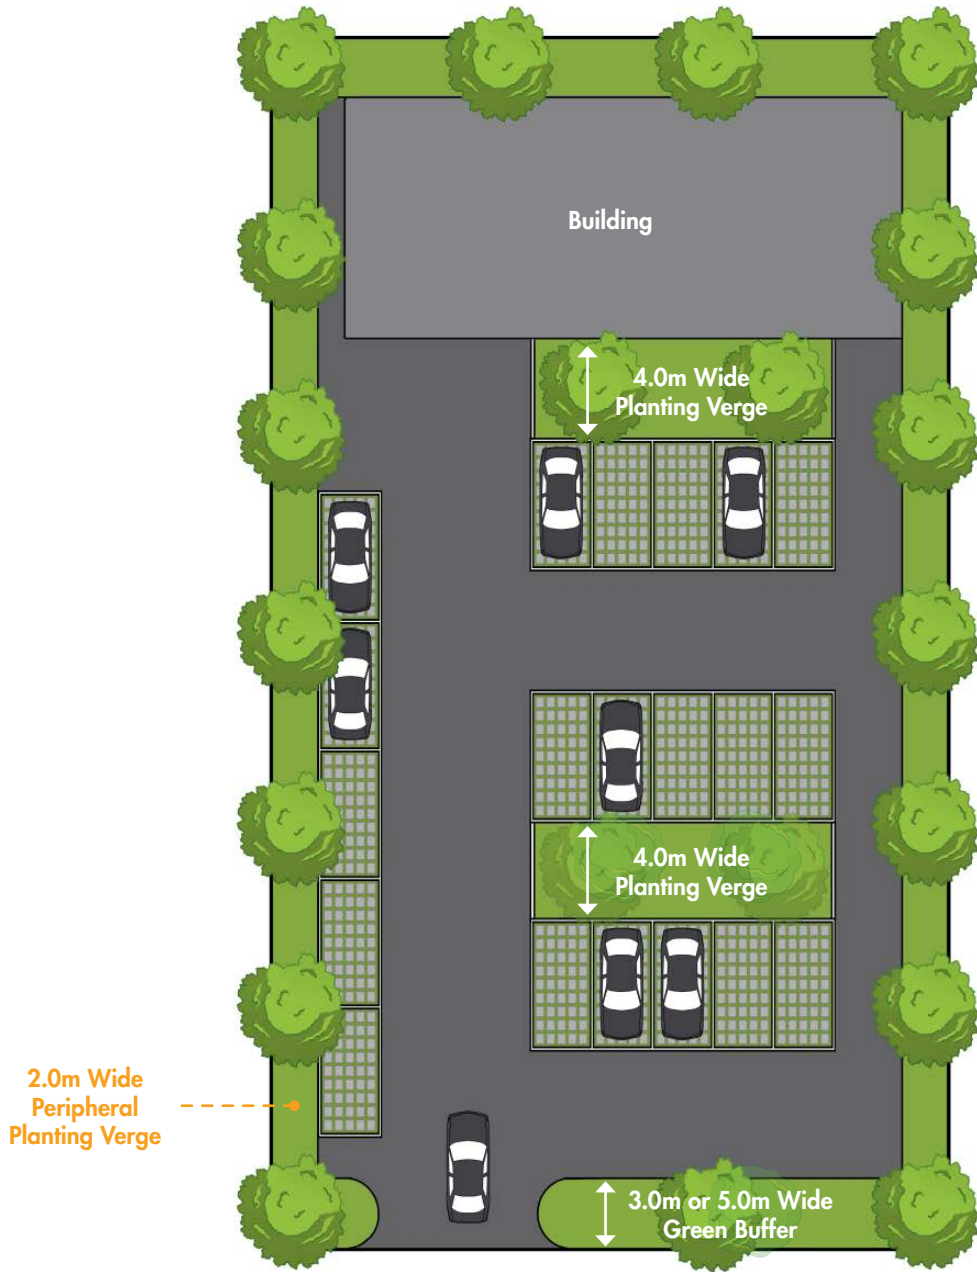 Building
4.0m Wide
Planting Verge
4.0m Wide
Planting Verge
2.0m Wide
Peripheral
Planting Verge
3.0m or 5.0m Wide
Green Buffer